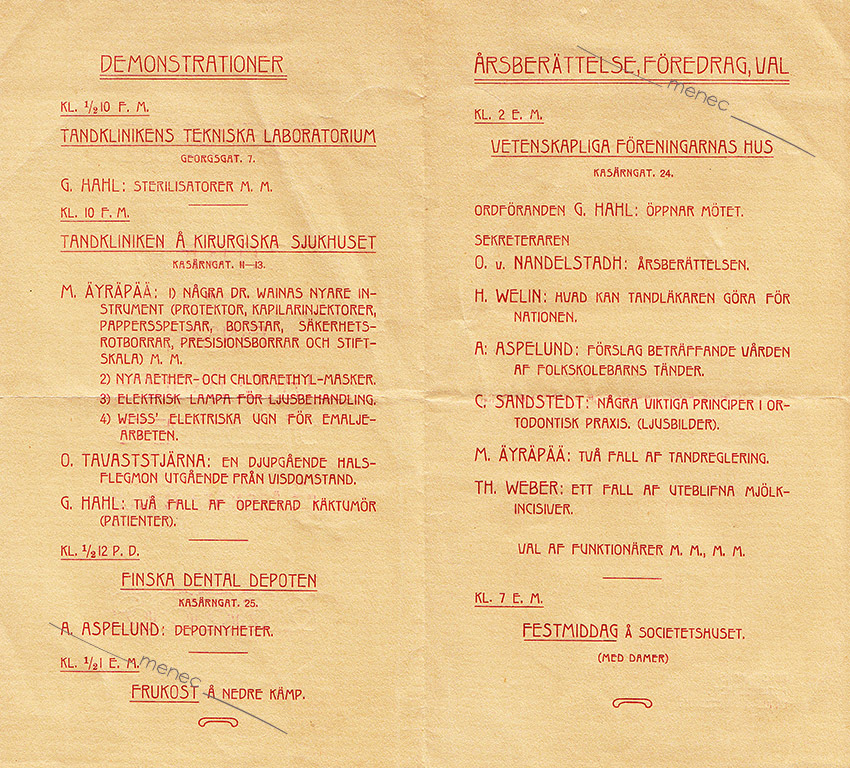 DEMONSTRATIONER
KL. ½10 F. M.
TANDKLINIKENS TEKNISKA LABORATORIUM
GEORGSGAT. 7.
G. HAHL: STERILISATORER M. M.
KL. 10 F. M.
TANDKLINIKEN Å KIRURGISKA SJUKHUSET
KASÄRNGAT. 11—13.
M. ÄYRÄPÄÄ: 1) NÅGRA DR. WAINAS NYARE IN-
STRUMENT (PROTEKTOR, KAPILARINJEKTORER,
PAPPERSSPETSAR, BORSTAR, SÄKERHETS-
ROTBORRAR, PRESISIONSBORRAR OCH STIFT-
SKALA) M. M.
2) NYA AETHER- OCH CHLORAETHYL-MASKER.
3) ELEKTRISK LAMPA FÖR LJUSBEHANDLING.
4) WEISS' ELEKTRISKA UGN FÖR EMALJE-
ARBETEN.
O. TAVASTSTJÄRNA: EN DJUPGÅENDE HALS-
FLEGMON UTGÅENDE FRÅN VISDOMSTAND.
G. HAHL: TVÅ FALL AF OPERERAD KÄKTUMÖR
(PATIENTER).
KL. ½12 P. D.
FINSKA DENTAL DEPOTEN
KASÄRNGAT. 25.
A. ASPELUND: DEPOTNYHETER.
KL. ½1 E. M.
menec
FRUKOST Å NEDRE KÄMP.
ÅRSBERÄTTELSE, FÖREDRAG, VAL
menec
KL. 2 E. M.
VETENSKAPLIGA FÖRENINGARNAS HUS
KASÄRNGAT. 24.
ORDFÖRANDEN G. HAHL: ÖPPNAR MÖTET.
SEKRETERAREN
O. v. NANDELSTADH: ÅRSBERÄTTELSEN.
H. WELIN: HVAD KAN TANDLÄKAREN GÖRA FÖR
NATIONEN.
A: ASPELUND: FÖRSLAG BETRÄFFANDE VÅRDEN
AF FOLKSKOLEBARNS TÄNDER.
C. SANDSTEDT: NÅGRA VIKTIGA PRINCIPER I OR-
TODONTISK PRAXIS. (LJUSBILDER).
M. ÄYRÄPÄÄ: TVÅ FALL AF TANDREGLERING.
TH. WEBER: ETT FALL AF UTEBLIFNA MJÖLK-
INCISIVER.
VAL AF FUNKTIONÄRER M. M., M. M.
KL. 7 E. M.
FESTMIDDAG Å SOCIETETSHUSET.
(MED DAMER)